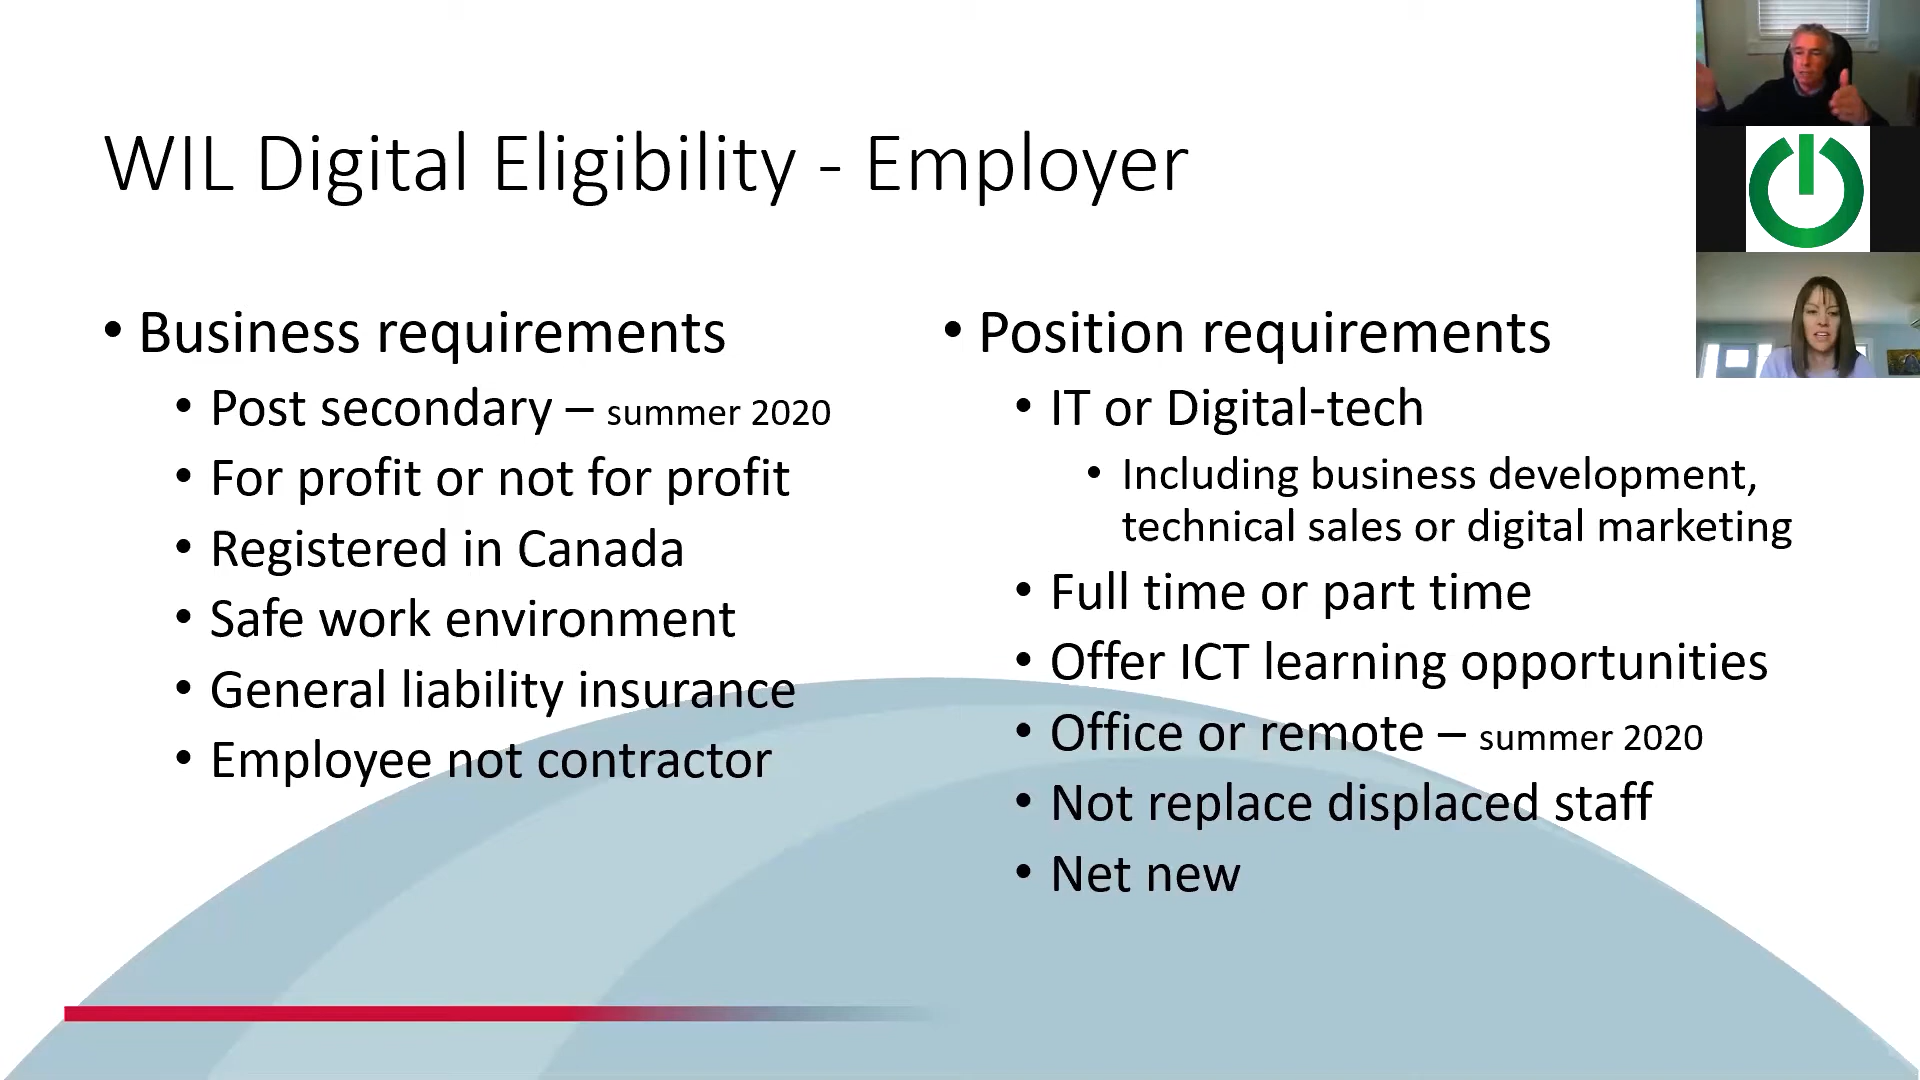 WIL Digital Eligibility - Employer
• Business requirements
• Post secondary – summer 2020
• For profit or not for profit
• Registered in Canada
• Safe work environment
• General liability insurance
• Employee not contractor
• Position requirements
• IT or Digital-tech
• Including business development,
technical sales or digital marketing
• Full time or part time
• Offer ICT learning opportunities
• Office or remote – summer 2020
• Not replace displaced staff
• Net new